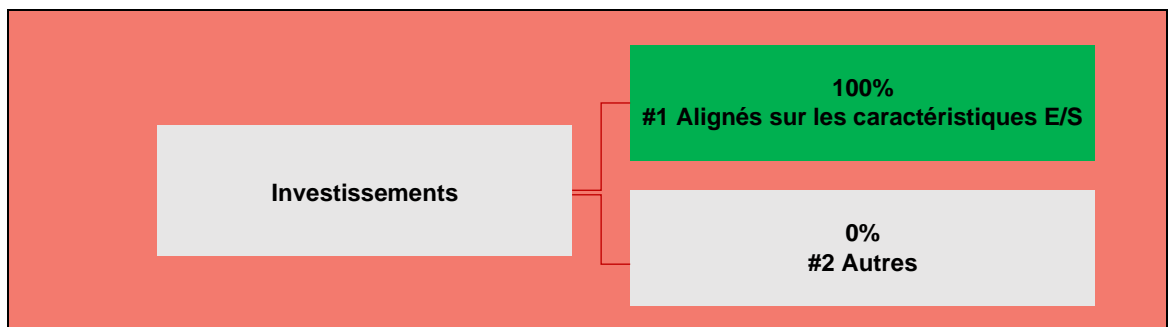 100%
#1 Alignés sur les caractéristiques E/S
Investissements
0%
#2 Autres